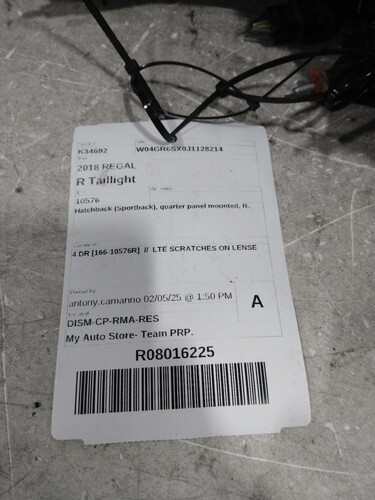 K34692 W04GR6SX0J1128214
2018 REGAL
R Taillight
10576
Hatchback (Sportback), quarter panel mounted, R.
4 DR [166-10576R] // LTE SCRATCHES ON LENSE
antony.camanno 02/05/25 @ 1:50 PM
A
DISM-CP-RMA-RES
My Auto Store- Team PRP.
R08016225